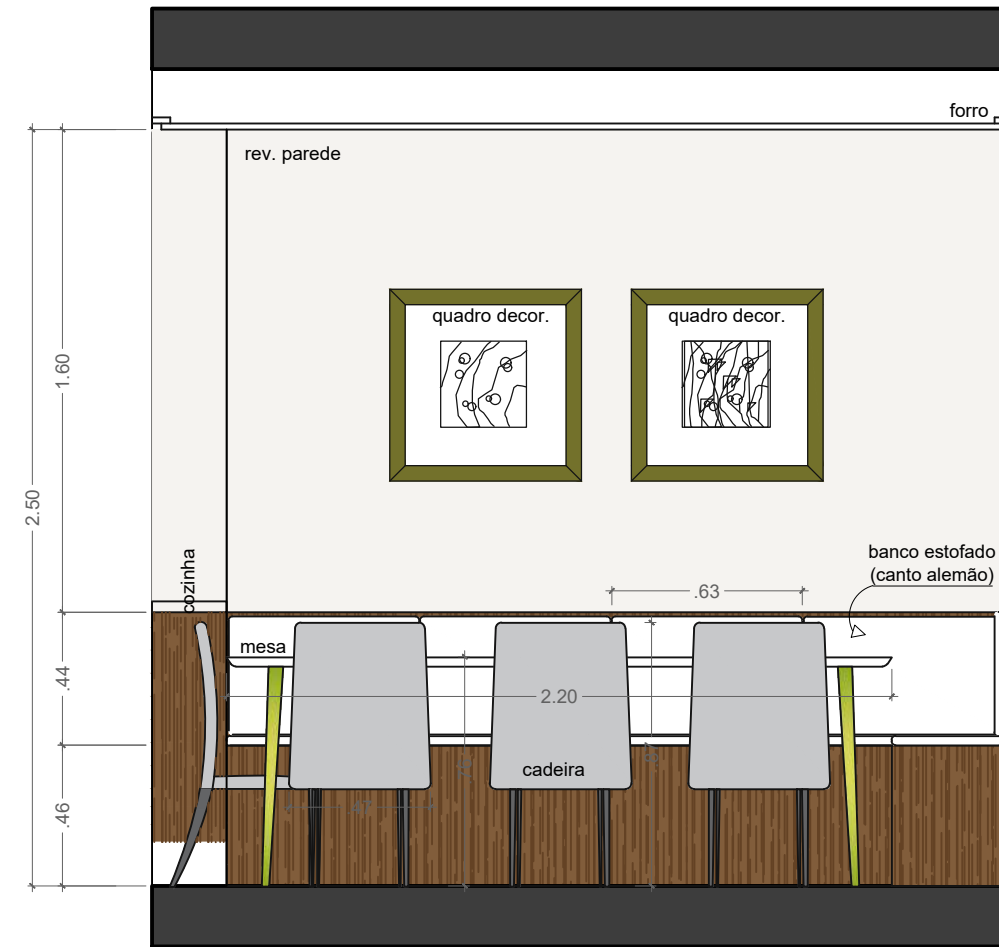 forro
rev. parede
quadro decor.
quadro decor.
1.60
2.50
cozinha
banco estofado
(canto alemão)
.63
mesa
.44
2.20
cadeira
.46
.47